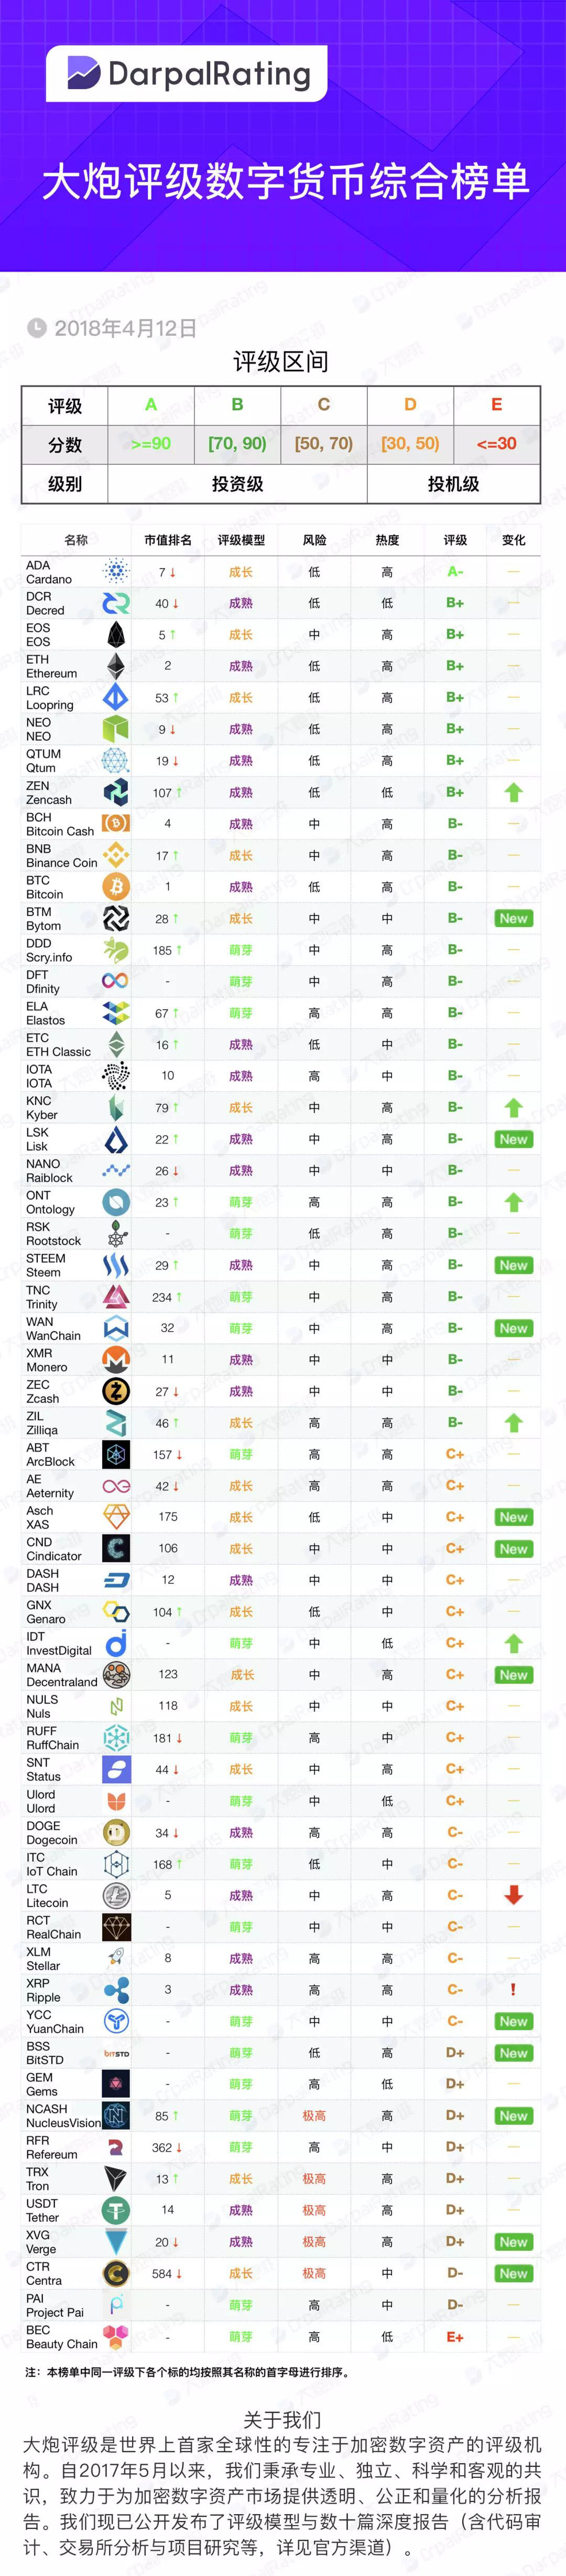 DarpalRating
大炮评级数字货币综合榜单
2018年4月12日
评级区间
评级 A B C D E
分数 >=90 [70, 90) [50, 70) [30, 50) <=30
级别 投资级 投机级
名称 市值排名 评级模型 风险 热度 评级 变化
ADA
Cardano 7 ↓ 成长 低 高 A- —
DCR
Decred 40 ↓ 成熟 低 低 B+ —
EOS
EOS 5 ↑ 成长 中 高 B+ —
ETH
Ethereum 2 成熟 低 高 B+ —
LRC
Loopring 53 ↑ 成长 低 高 B+ —
NEO
NEO 9 ↓ 成熟 低 高 B+ —
QTUM
Qtum 19 ↓ 成熟 低 高 B+ —
ZEN
Zencash 107 ↑ 成熟 低 低 B+ ↑
BCH
Bitcoin Cash 4 成熟 中 高 B- —
BNB
Binance Coin 17 ↑ 成长 中 高 B- —
BTC
Bitcoin 1 成熟 低 高 B- —
BTM
Bytom 28 ↑ 成长 中 中 B- New
DDD
Scry.info 185 ↑ 萌芽 中 高 B- —
DFT
Dfinity - 萌芽 中 高 B- —
ELA
Elastos 67 ↑ 萌芽 高 高 B- —
ETC
ETH Classic 16 ↑ 成熟 低 中 B- —
IOTA
IOTA 10 成熟 高 中 B- —
KNC
Kyber 79 ↑ 成长 中 高 B- ↑
LSK
Lisk 22 ↑ 成熟 中 高 B- New
NANO
Raiblock 26 ↓ 成熟 中 中 B- —
ONT
Ontology 23 ↑ 萌芽 高 高 B- ↑
RSK
Rootstock - 萌芽 低 高 B- —
STEEM
Steem 29 ↑ 成熟 中 高 B- New
TNC
Trinity 234 ↑ 萌芽 中 高 B- —
WAN
WanChain 32 萌芽 中 高 B- New
XMR
Monero 11 成熟 中 中 B- —
ZEC
Zcash 27 ↓ 成熟 中 中 B- —
ZIL
Zilliqa 46 ↑ 成长 高 高 B- ↑
ABT
ArcBlock 157 ↓ 萌芽 高 高 C+ —
AE
Aeternity 42 ↓ 成长 高 高 C+ —
Asch
XAS 175 成长 低 中 C+ New
CND
Cindicator 106 成长 中 中 C+ New
DASH
DASH 12 成熟 中 中 C+ —
GNX
Genaro 104 ↑ 成长 低 中 C+ —
IDT
InvestDigital - 萌芽 中 低 C+ ↑
MANA
Decentraland 123 成长 中 高 C+ New
NULS
Nuls 118 成长 中 中 C+ —
RUFF
RuffChain 181 ↓ 萌芽 高 中 C+ —
SNT
Status 44 ↓ 成长 中 高 C+ —
Ulord
Ulord - 萌芽 中 低 C+ —
DOGE
Dogecoin 34 ↓ 成熟 高 高 C- —
ITC
IoT Chain 168 ↑ 萌芽 低 中 C- —
LTC
Litecoin 5 成熟 中 高 C- ↓
RCT
RealChain - 萌芽 中 中 C- —
XLM
Stellar 8 成熟 高 高 C- —
XRP
Ripple 3 成熟 高 高 C- !
YCC
YuanChain - 萌芽 中 中 C- New
BSS
BitSTD bitSTD - 萌芽 低 高 D+ New
GEM
Gems - 萌芽 高 低 D+ —
NCASH
NucleusVision 85 ↑ 萌芽 极高 高 D+ New
RFR
Refereum 362 ↓ 萌芽 高 中 D+ —
TRX
Tron 13 ↑ 成长 极高 高 D+ —
USDT
Tether 14 成熟 极高 高 D+ —
XVG
Verge 20 ↓ 成熟 极高 高 D+ New
CTR
Centra 584 ↓ 成长 极高 中 D- New
PAI
Project Pai - 萌芽 高 中 D- —
BEC
Beauty Chain - 萌芽 高 低 E+ —
注：本榜单中同一评级下各个标的均按照其名称的首字母进行排序。
关于我们
大炮评级是世界上首家全球性的专注于加密数字资产的评级机
构。自2017年5月以来，我们秉承专业、独立、科学和客观的共
识，致力于为加密数字资产市场提供透明、公正和量化的分析报
告。我们现已公开发布了评级模型与数十篇深度报告（含代码审
计、交易所分析与项目研究等，详见官方渠道）。